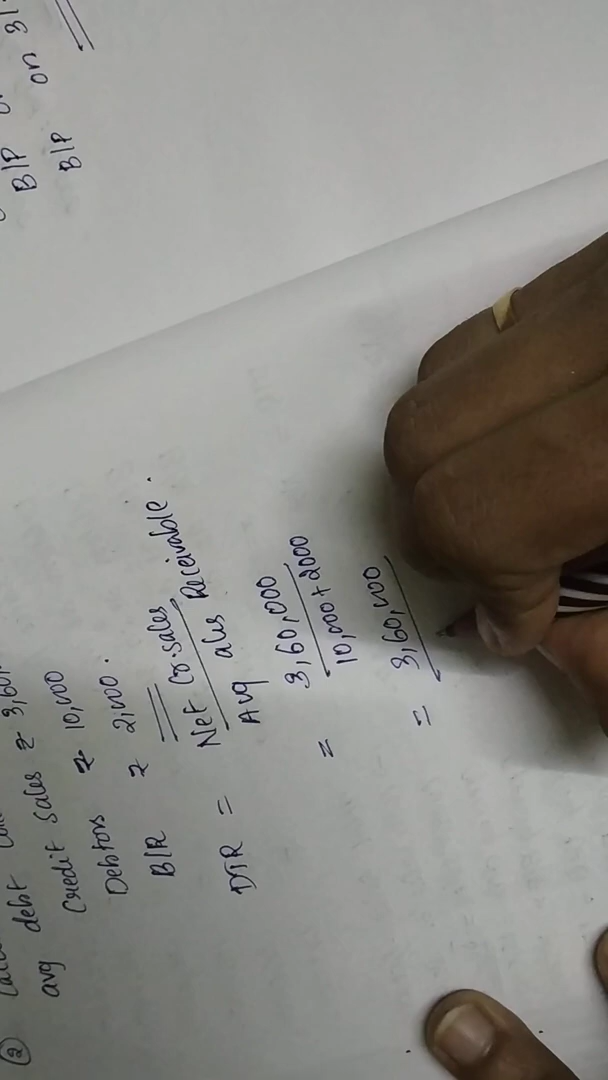 B/P
B/P on 31
②
avg debt
Credit Sales = 3,60,
Debtors = 10,000
B/R = 2,000.
DTR = Net Cr. Sales
Avg a/cs Receivable.
= 3,60,000
10,000 + 2000
= 3,60,000